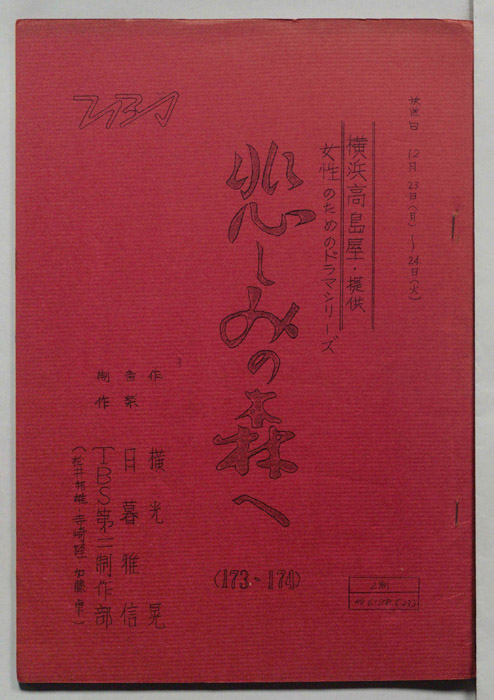 放送日 12月23日(月)〜24日(火)
横浜高島屋・提供
女性のためのドラマシリーズ
悲しみの森へ
(173〜174)
TBS
作 横光 晃
音楽 日暮雅信
制作 TBS第二制作部